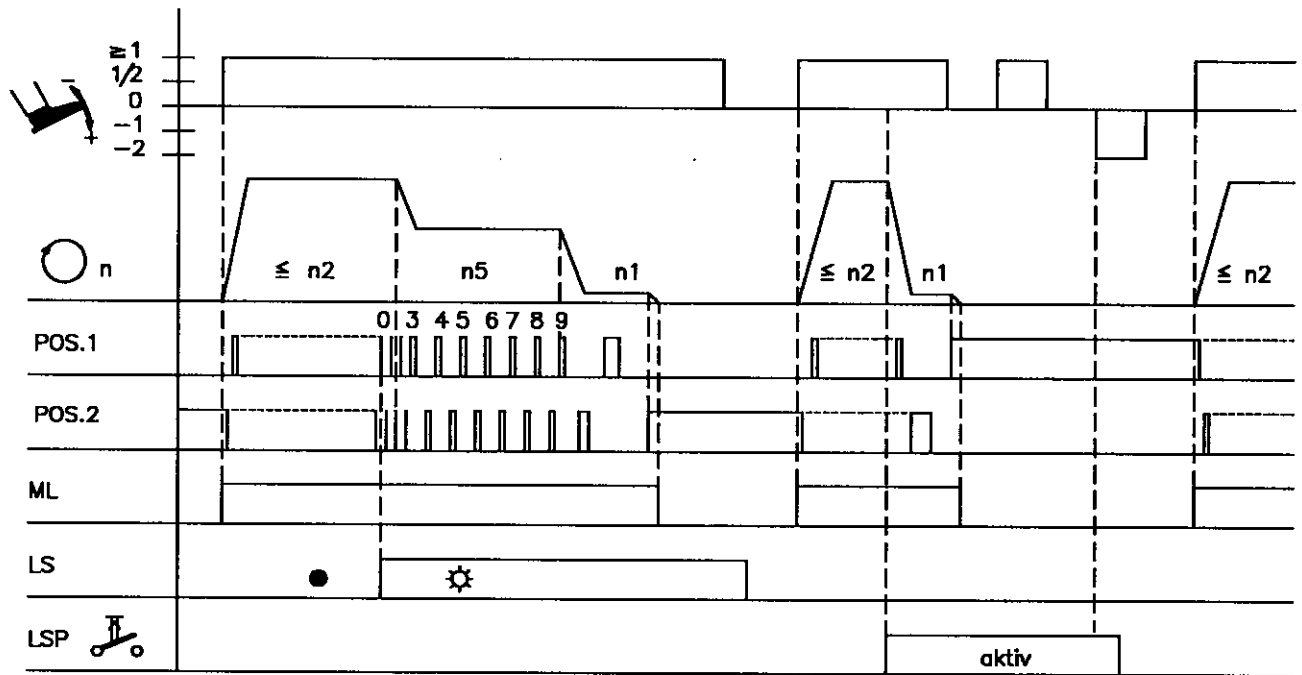 ≧1
1/2
0
−1
−2
−
+
n
≦ n2
n5
n1
≦ n2
n1
≦ n2
0 3 4 5 6 7 8 9
POS.1
POS.2
ML
LS
LSP
aktiv